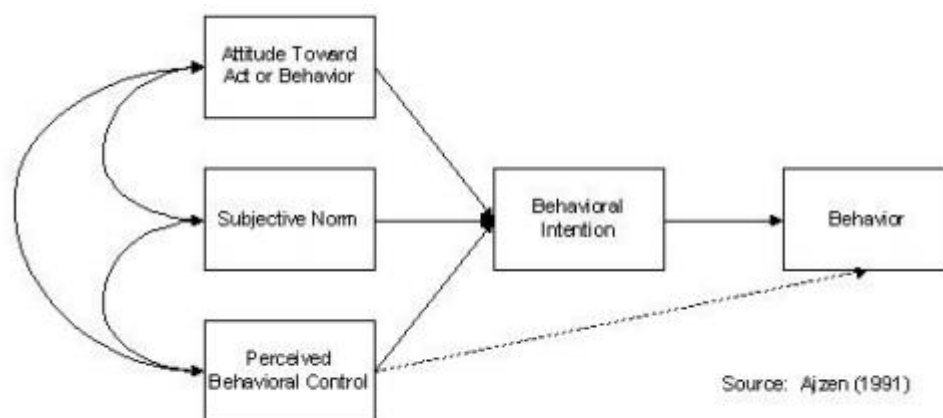 Attitude Toward
Act or Behavior
Subjective Norm
Behavioral
Intention
Behavior
Perceived
Behavioral Control
Source: Ajzen (1991)